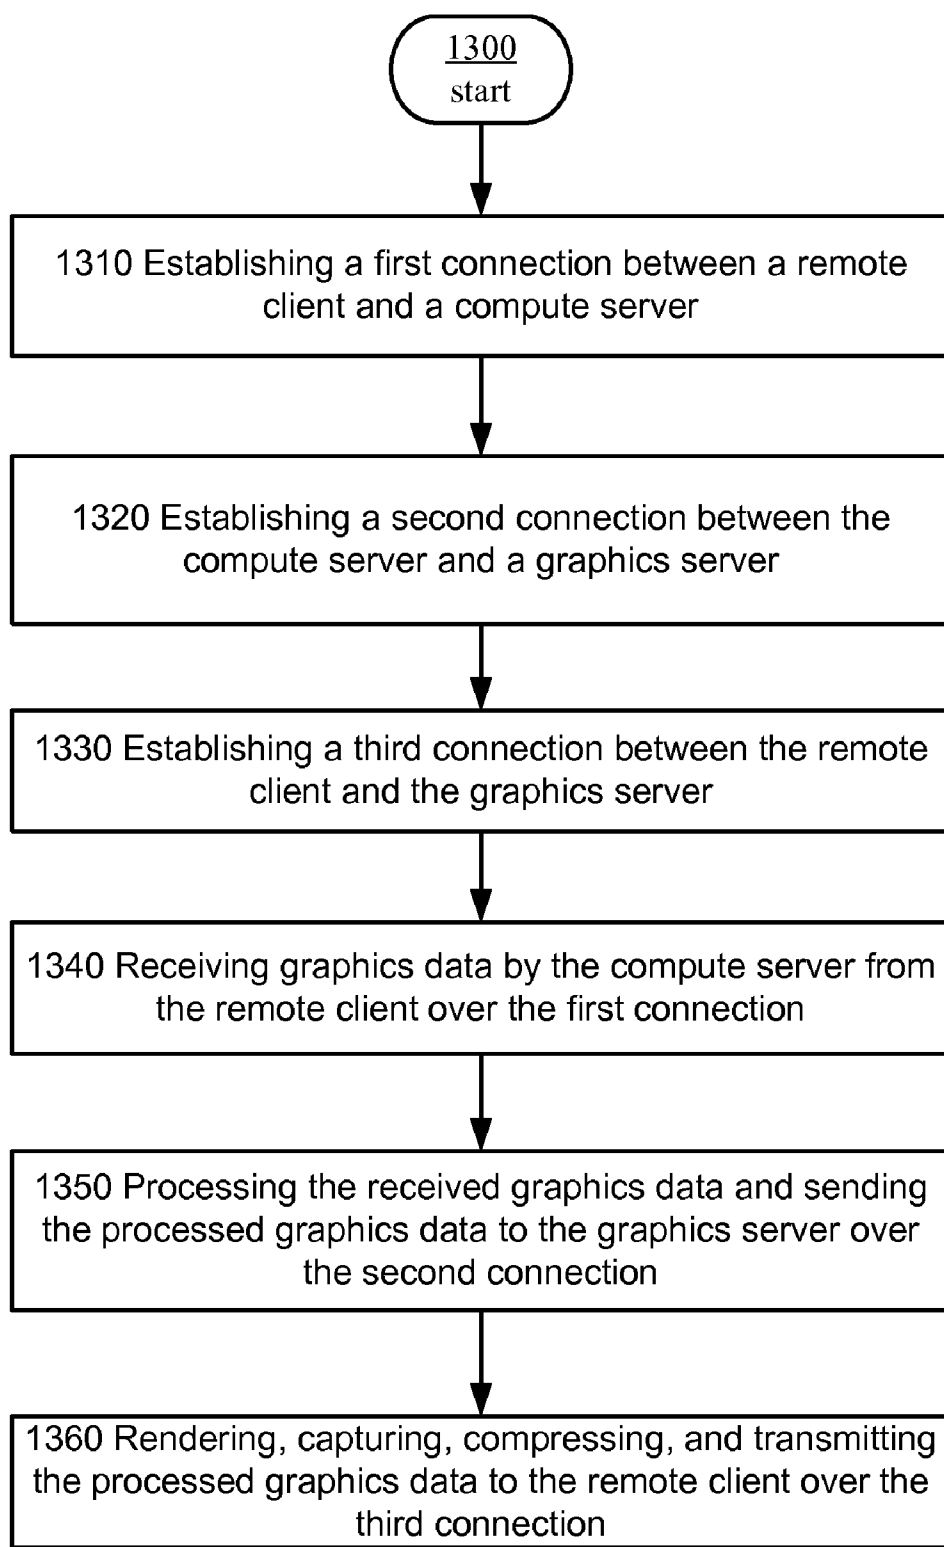 1300
start
1310 Establishing a first connection between a remote
client and a compute server
1320 Establishing a second connection between the
compute server and a graphics server
1330 Establishing a third connection between the remote
client and the graphics server
1340 Receiving graphics data by the compute server from
the remote client over the first connection
1350 Processing the received graphics data and sending
the processed graphics data to the graphics server over
the second connection
1360 Rendering, capturing, compressing, and transmitting
the processed graphics data to the remote client over the
third connection